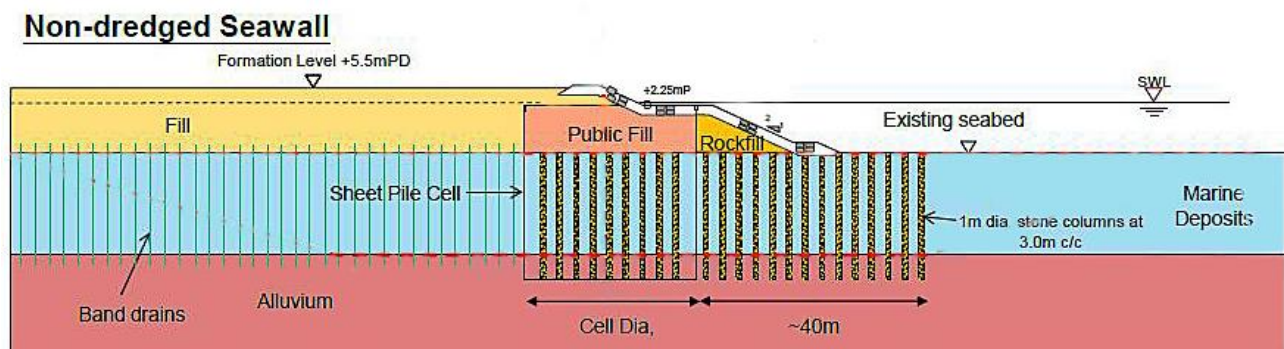 Non-dredged Seawall
Formation Level +5.5mPD
+2.25mP
SWL
Fill
Public Fill
Rockfill
2
Existing seabed
Sheet Pile Cell
Marine
Deposits
1m dia stone columns at
3.0m c/c
Band drains
Alluvium
Cell Dia,
~40m